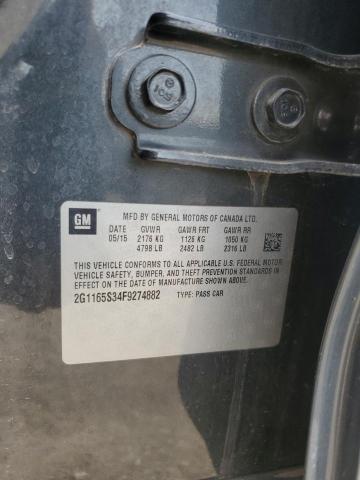 10.9
GM
MFD BY GENERAL MOTORS OF CANADA LTD.
DATE GVWR GAWR FRT GAWR RR
05/15 2176 KG 1126 KG 1050 KG
4798 LB 2482 LB 2316 LB
THIS VEHICLE CONFORMS TO ALL APPLICABLE U.S. FEDERAL MOTOR
VEHICLE SAFETY, BUMPER, AND THEFT PREVENTION STANDARDS IN
EFFECT ON THE DATE OF MANUFACTURE SHOWN ABOVE.
2G1165S34F9274882 TYPE: PASS CAR